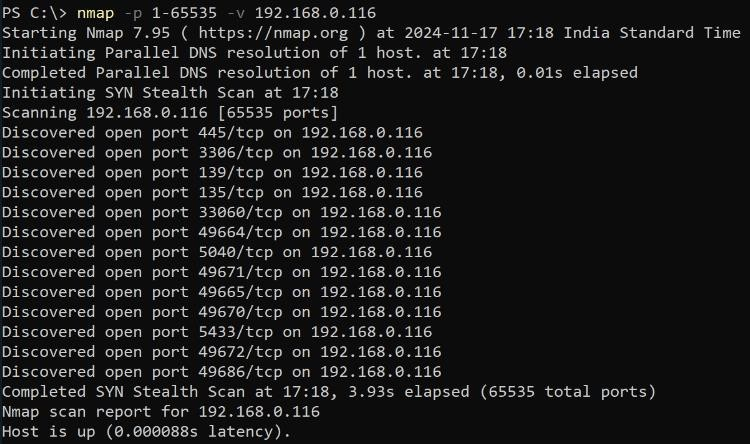 PS C:\> nmap -p 1-65535 -v 192.168.0.116
Starting Nmap 7.95 ( https://nmap.org ) at 2024-11-17 17:18 India Standard Time
Initiating Parallel DNS resolution of 1 host. at 17:18
Completed Parallel DNS resolution of 1 host. at 17:18, 0.01s elapsed
Initiating SYN Stealth Scan at 17:18
Scanning 192.168.0.116 [65535 ports]
Discovered open port 445/tcp on 192.168.0.116
Discovered open port 3306/tcp on 192.168.0.116
Discovered open port 139/tcp on 192.168.0.116
Discovered open port 135/tcp on 192.168.0.116
Discovered open port 33060/tcp on 192.168.0.116
Discovered open port 49664/tcp on 192.168.0.116
Discovered open port 5040/tcp on 192.168.0.116
Discovered open port 49671/tcp on 192.168.0.116
Discovered open port 49665/tcp on 192.168.0.116
Discovered open port 49670/tcp on 192.168.0.116
Discovered open port 5433/tcp on 192.168.0.116
Discovered open port 49672/tcp on 192.168.0.116
Discovered open port 49686/tcp on 192.168.0.116
Completed SYN Stealth Scan at 17:18, 3.93s elapsed (65535 total ports)
Nmap scan report for 192.168.0.116
Host is up (0.000088s latency).